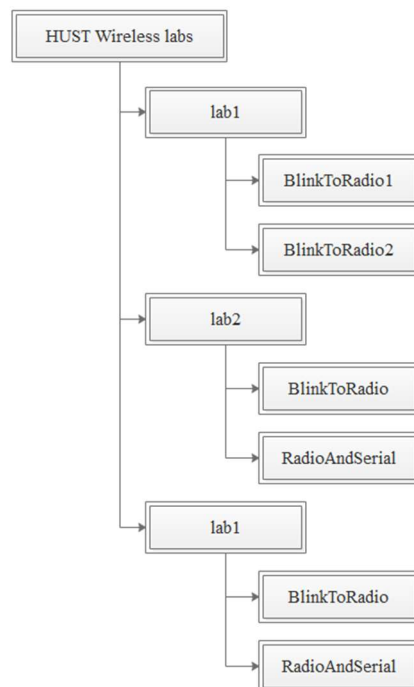 HUST Wireless labs
lab1
BlinkToRadio1
BlinkToRadio2
lab2
BlinkToRadio
RadioAndSerial
lab1
BlinkToRadio
RadioAndSerial